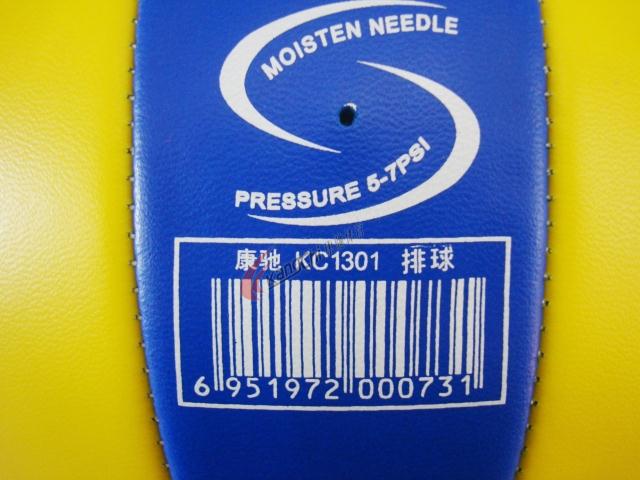 MOISTEN NEEDLE
PRESSURE 5-7PSI
康驰 KC1301 排球
6 951972 000731